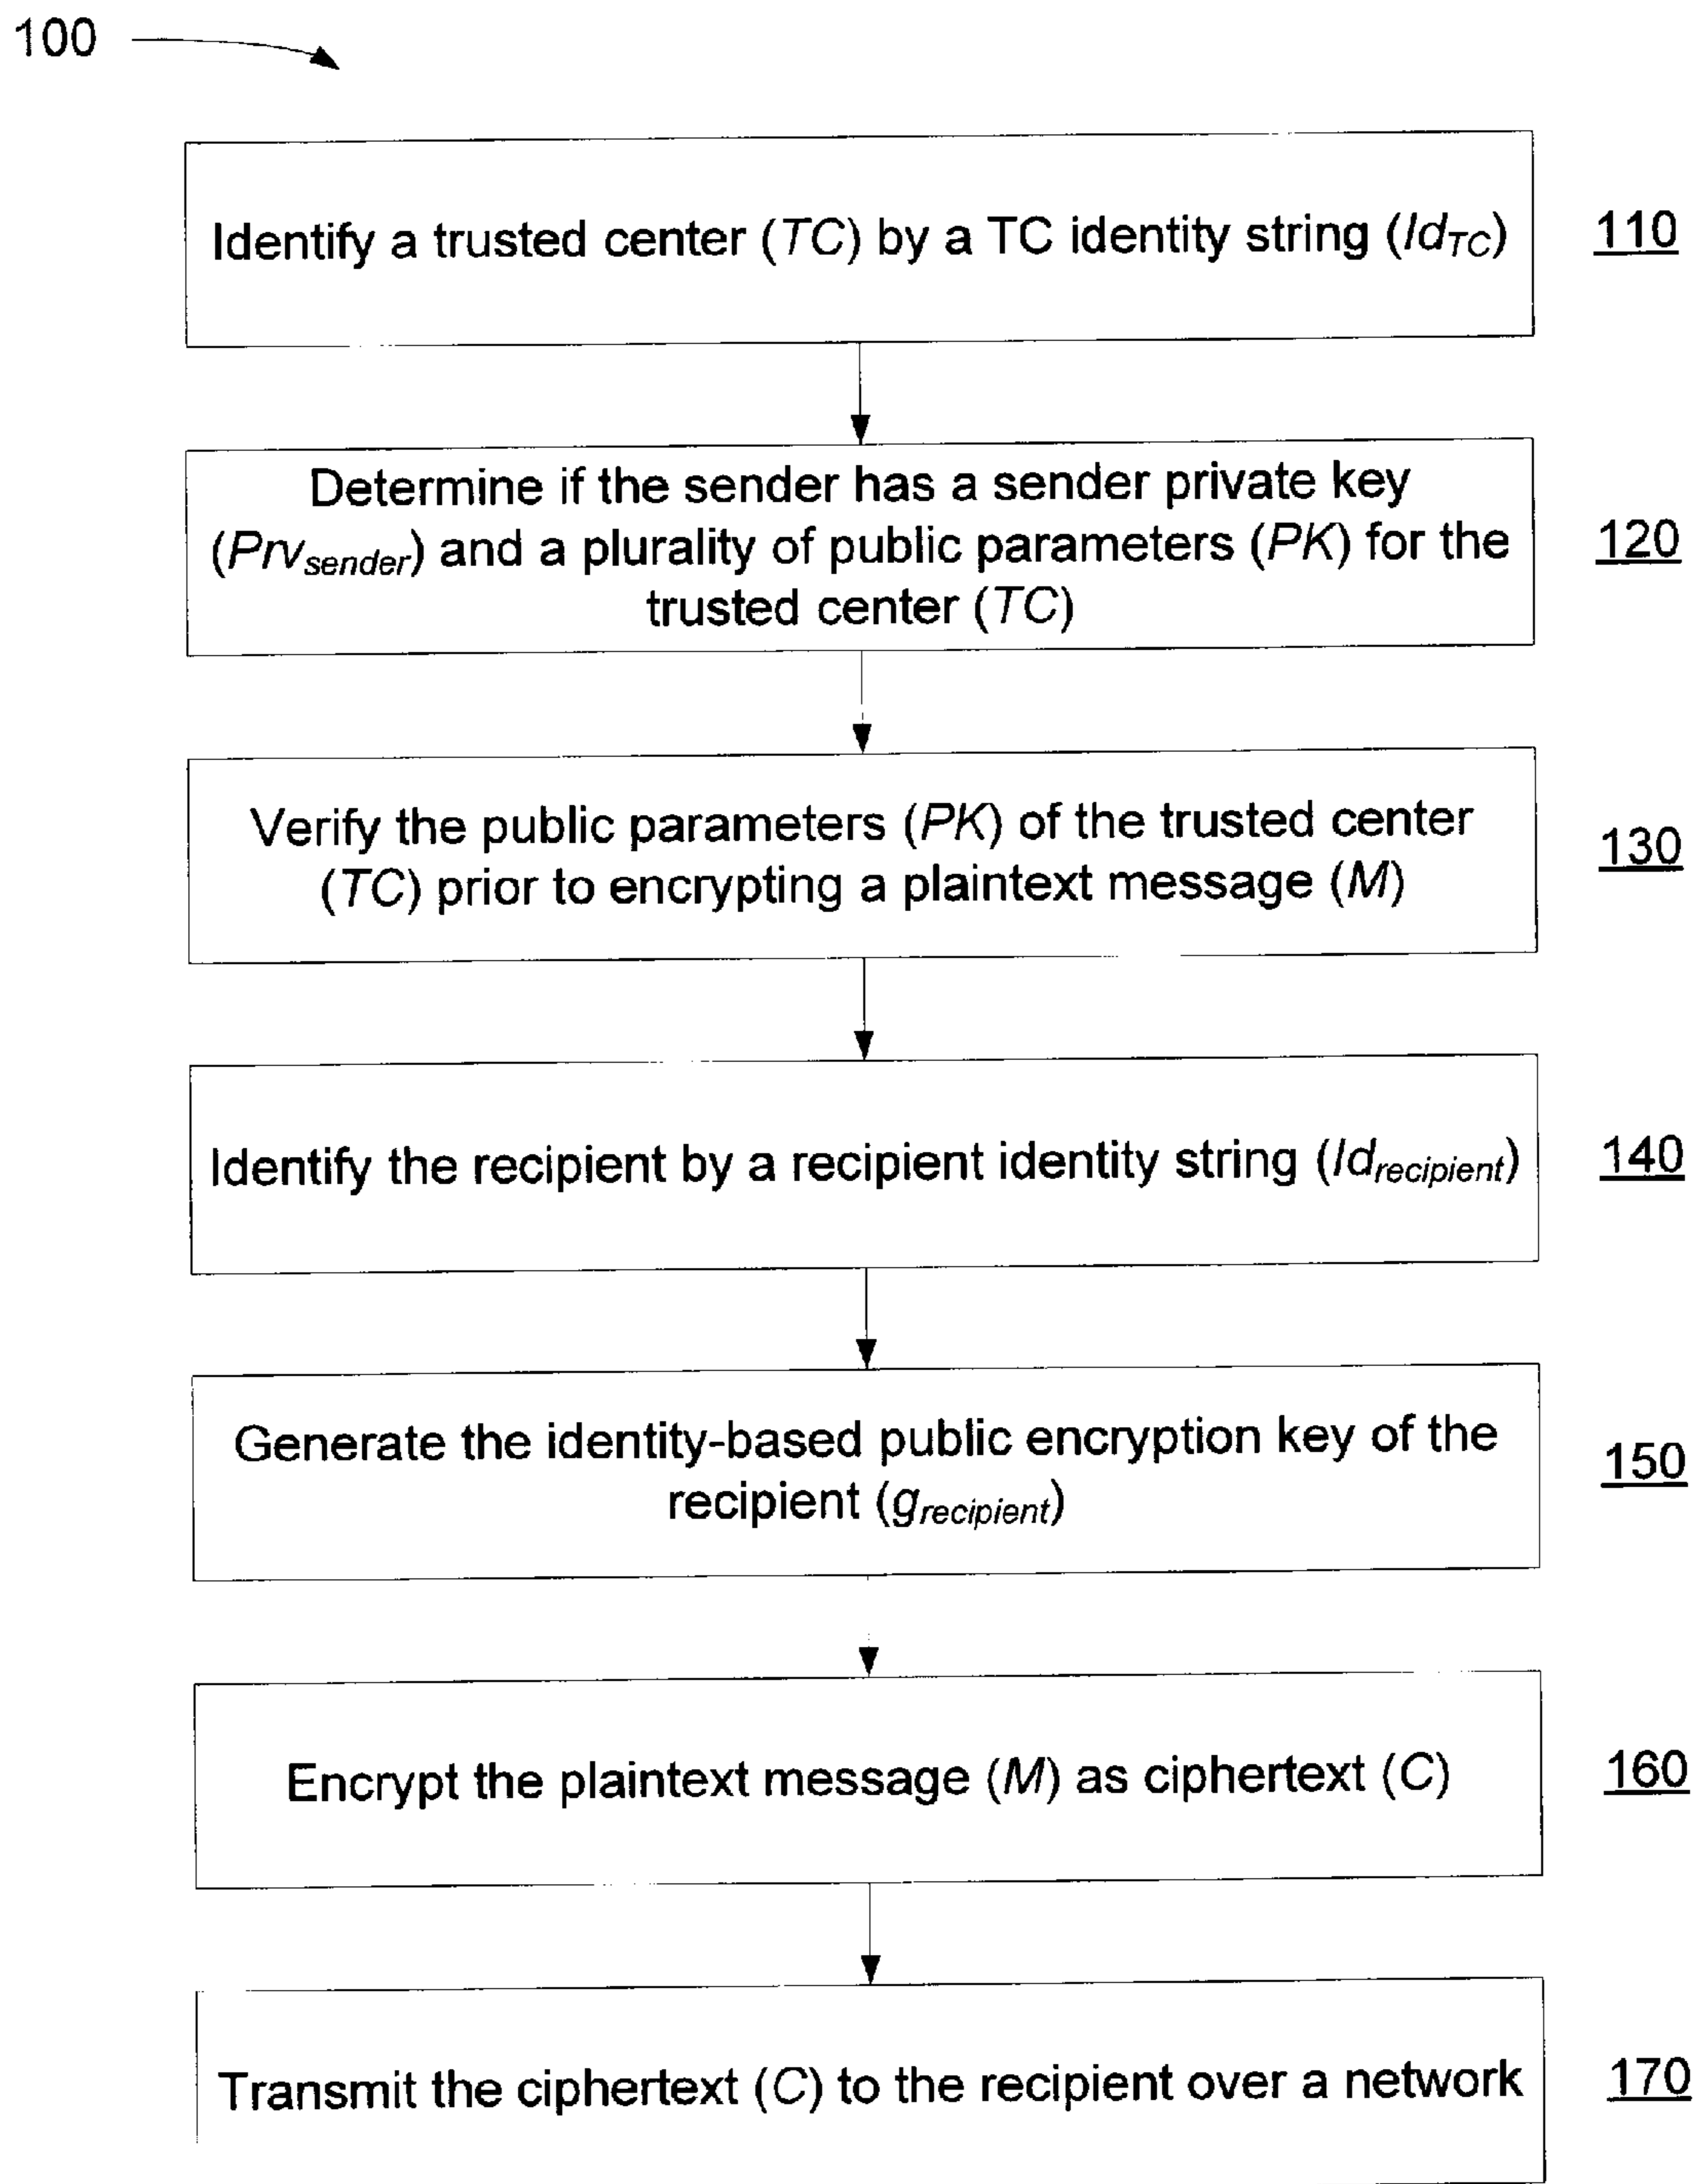 100
Identify a trusted center (TC) by a TC identity string (Id_TC)
110
Determine if the sender has a sender private key
(Prv_sender) and a plurality of public parameters (PK) for the
trusted center (TC)
120
Verify the public parameters (PK) of the trusted center
(TC) prior to encrypting a plaintext message (M)
130
Identify the recipient by a recipient identity string (Id_recipient)
140
Generate the identity-based public encryption key of the
recipient (g_recipient)
150
Encrypt the plaintext message (M) as ciphertext (C)
160
Transmit the ciphertext (C) to the recipient over a network
170